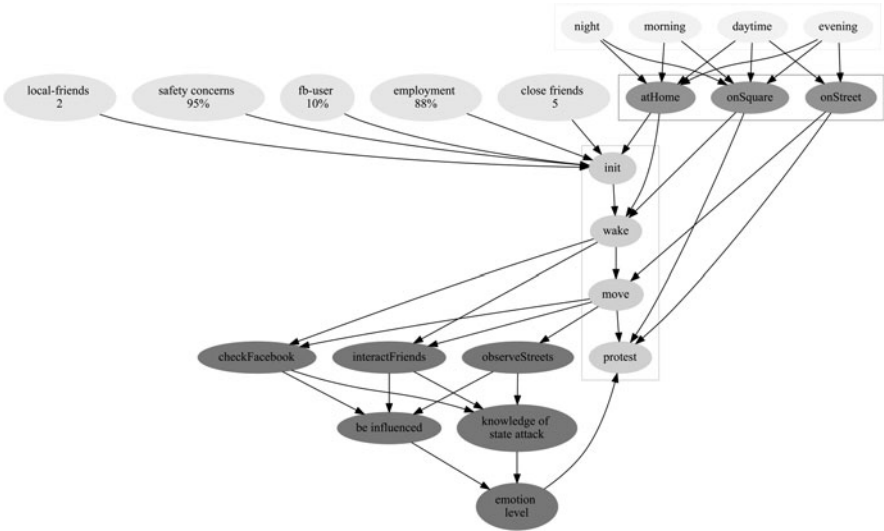 night
morning
daytime
evening
local-friends
2
safety concerns
95%
fb-user
10%
employment
88%
close friends
5
atHome
onSquare
onStreet
init
wake
move
checkFacebook
interactFriends
observeStreets
protest
be influenced
knowledge of
state attack
emotion
level